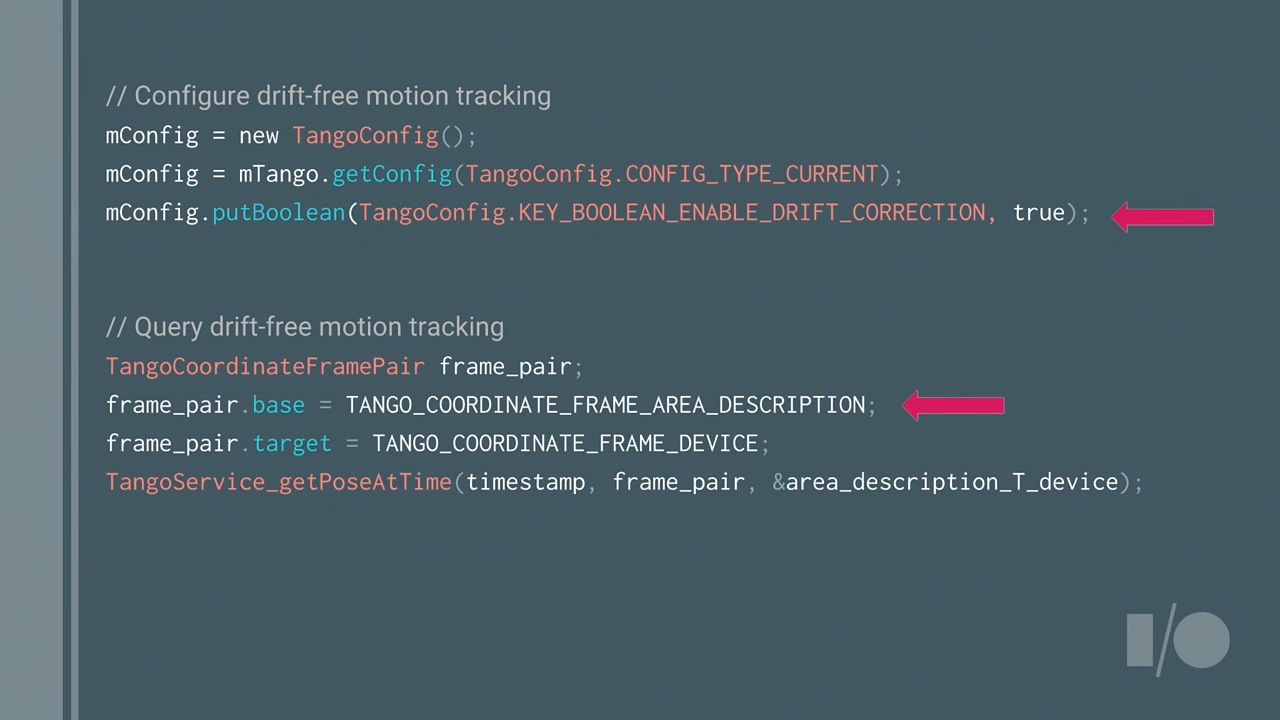 // Configure drift-free motion tracking
mConfig = new TangoConfig();
mConfig = mTango.getConfig(TangoConfig.CONFIG_TYPE_CURRENT);
mConfig.putBoolean(TangoConfig.KEY_BOOLEAN_ENABLE_DRIFT_CORRECTION, true);
// Query drift-free motion tracking
TangoCoordinateFramePair frame_pair;
frame_pair.base = TANGO_COORDINATE_FRAME_AREA_DESCRIPTION;
frame_pair.target = TANGO_COORDINATE_FRAME_DEVICE;
TangoService_getPoseAtTime(timestamp, frame_pair, &area_description_T_device);
I/O